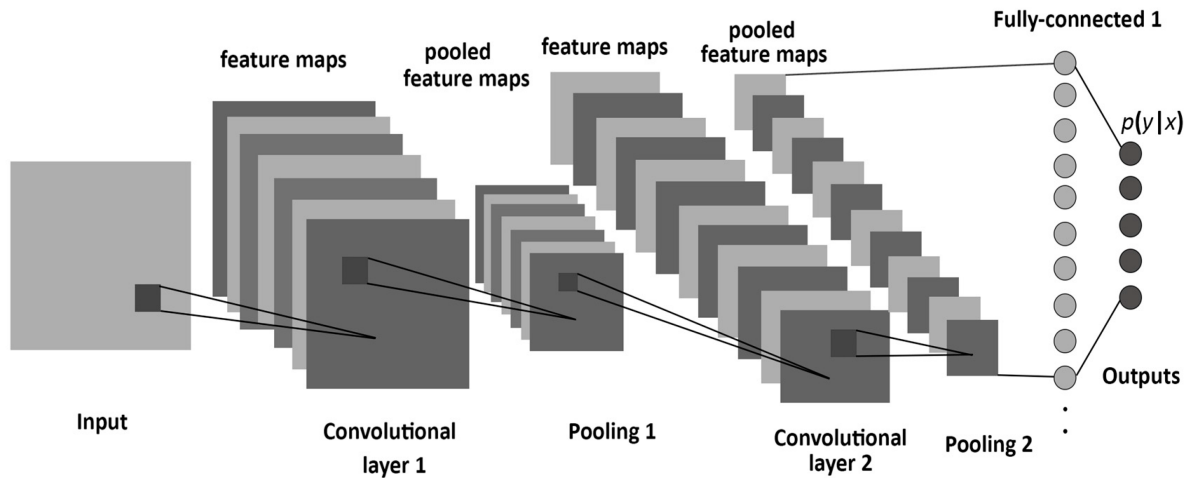 Fully-connected 1
feature maps
pooled
feature maps
feature maps
pooled
feature maps
p(y|x)
Outputs
Input
Convolutional
layer 1
Pooling 1
Convolutional
layer 2
Pooling 2